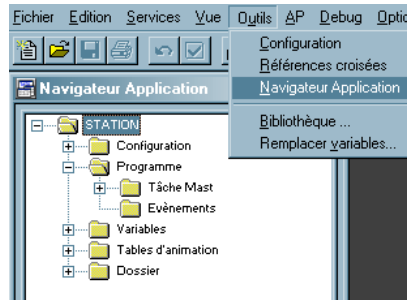 Fichier Edition Services Vue Outils AP Debug Optio
Configuration
Références croisées
Navigateur Application
Bibliothèque ...
Remplacer variables...
Navigateur Application
STATION
Configuration
Programme
Tâche Mast
Evènements
Variables
Tables d'animation
Dossier